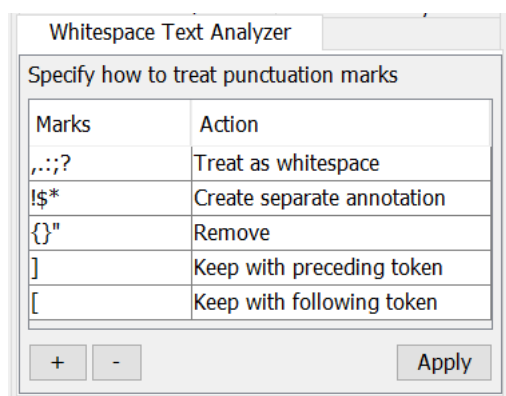 Whitespace Text Analyzer
Specify how to treat punctuation marks
Marks Action
,.:;? Treat as whitespace
!$* Create separate annotation
{}" Remove
] Keep with preceding token
[ Keep with following token
+ - Apply